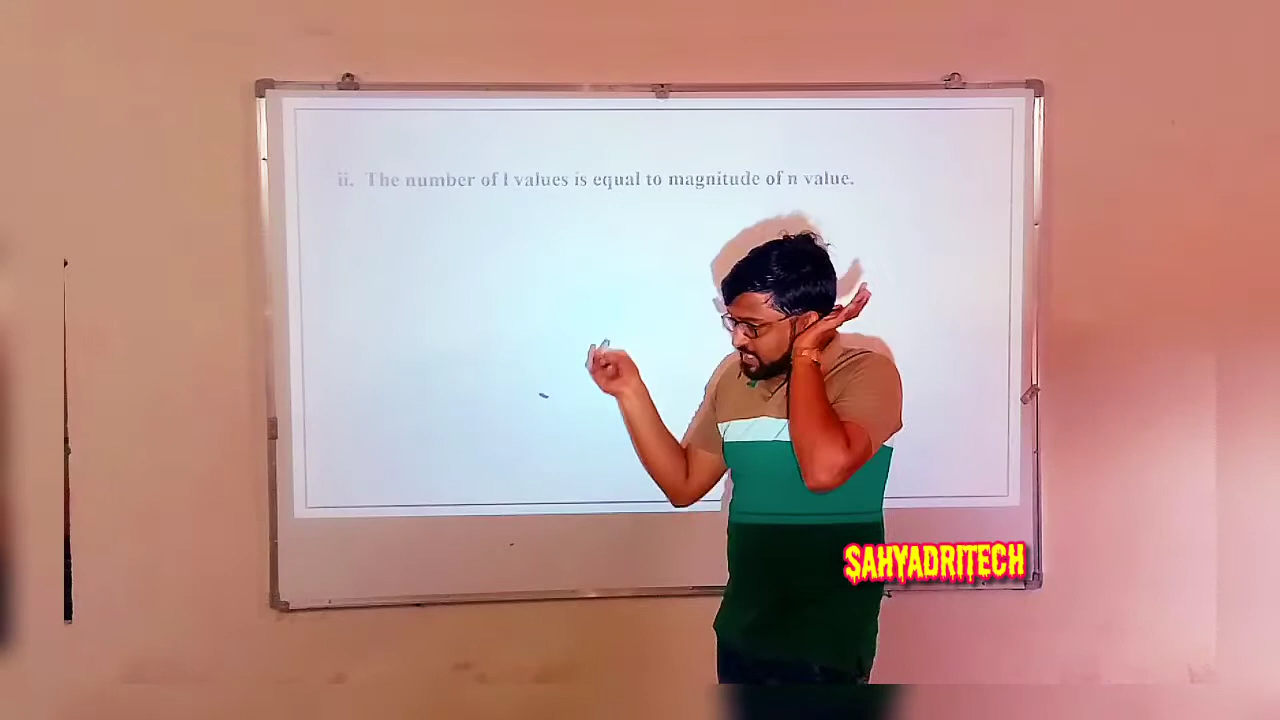 ii. The number of l values is equal to magnitude of n value.
SAHYADRITECH